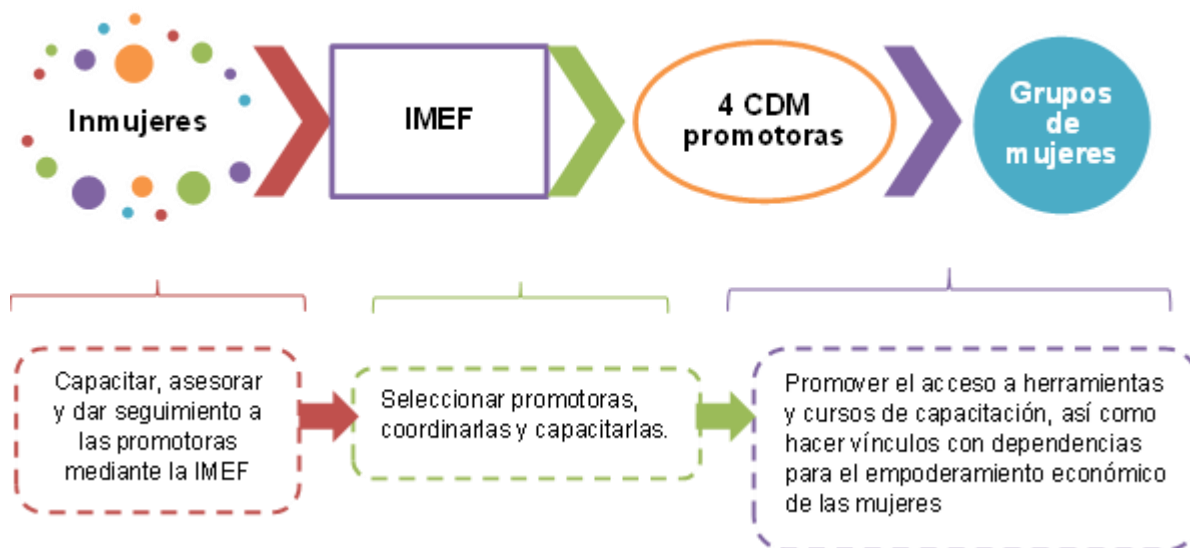 Inmujeres
IMEF
4 CDM
promotoras
Grupos
de
mujeres
Capacitar, asesorar
y dar seguimiento a
las promotoras
mediante la IMEF
Seleccionar promotoras,
coordinarlas y capacitarlas.
Promover el acceso a herramientas
y cursos de capacitación, así como
hacer vínculos con dependencias
para el empoderamiento económico
de las mujeres